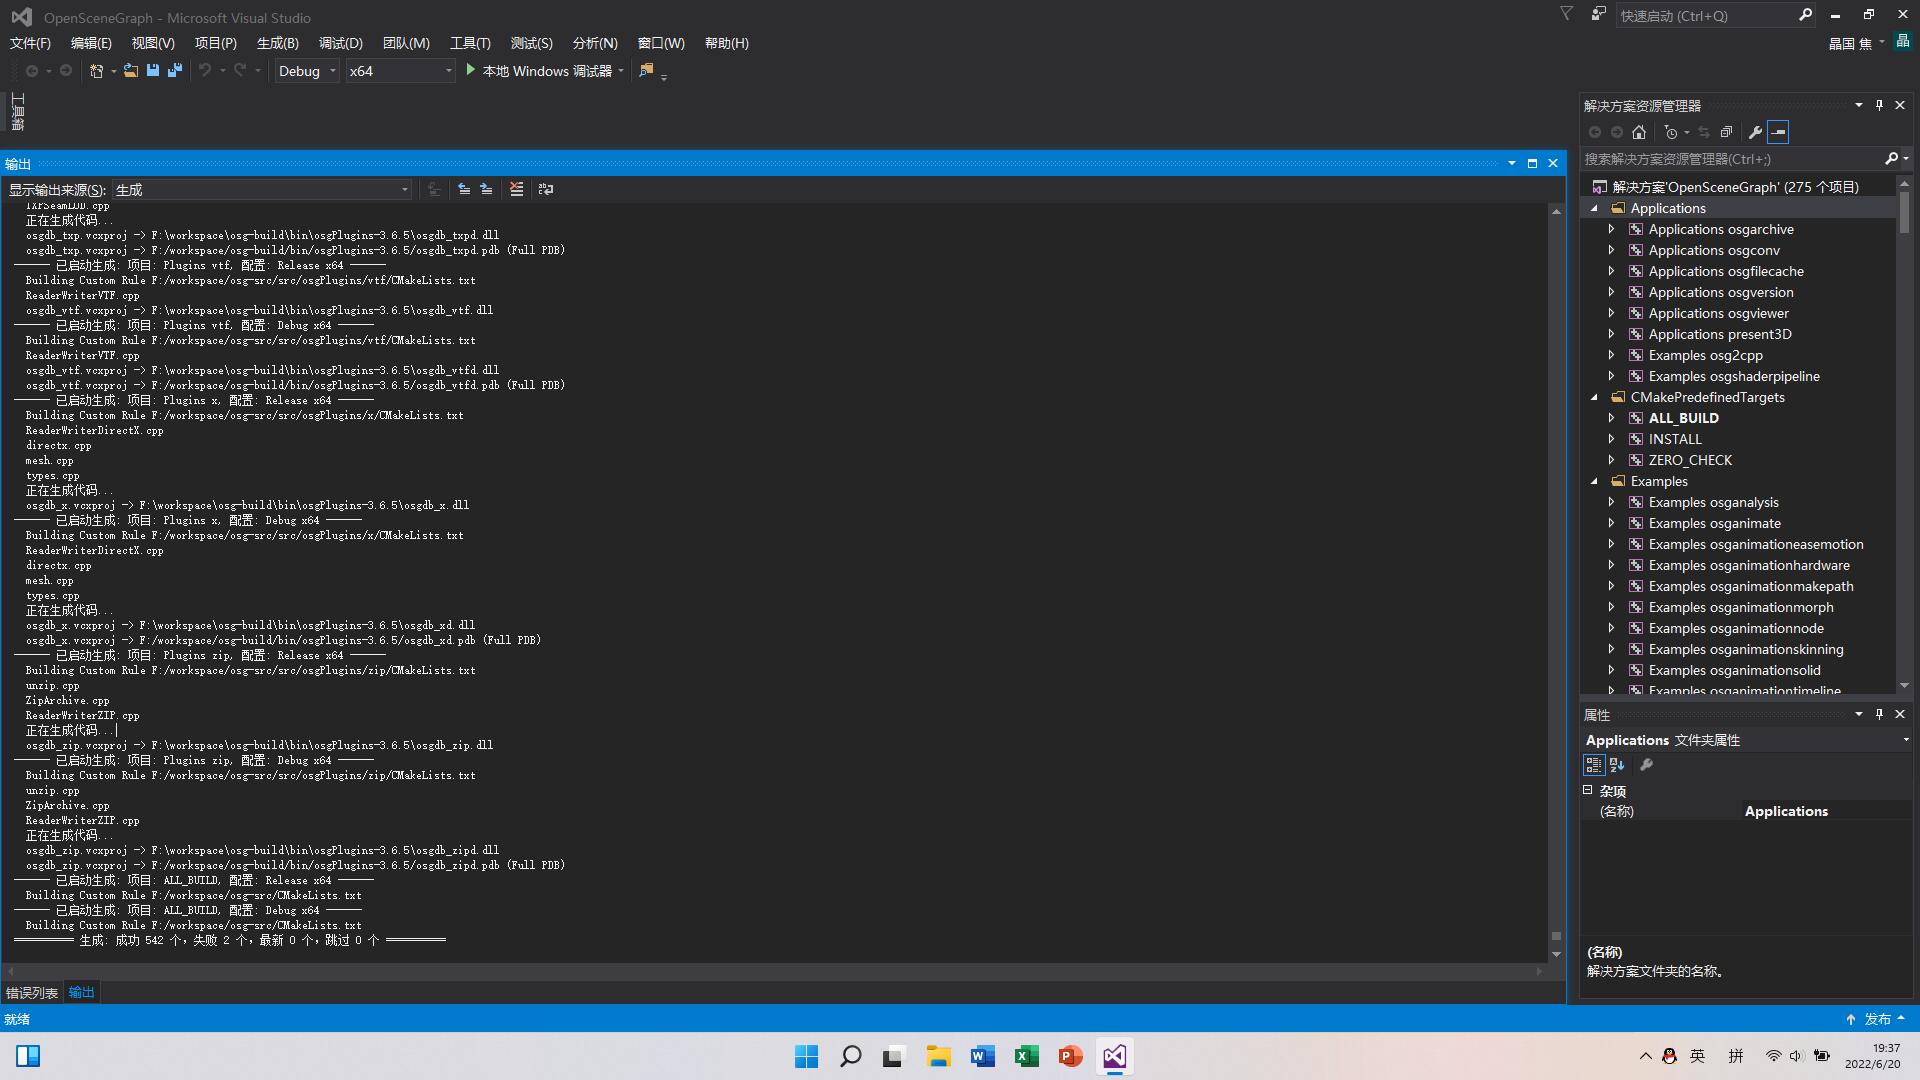 OpenSceneGraph - Microsoft Visual Studio
快速启动 (Ctrl+Q)
文件(F) 编辑(E) 视图(V) 项目(P) 生成(B) 调试(D) 团队(M) 工具(T) 测试(S) 分析(N) 窗口(W) 帮助(H)
晶国 焦 晶
Debug x64 本地 Windows 调试器
工具箱
输出
显示输出来源(S): 生成
TXPSeamLOD.cpp
正在生成代码...
osgdb_txp.vcxproj -> F:\workspace\osg-build\bin\osgPlugins-3.6.5\osgdb_txpd.dll
osgdb_txp.vcxproj -> F:/workspace/osg-build/bin/osgPlugins-3.6.5/osgdb_txpd.pdb (Full PDB)
------ 已启动生成: 项目: Plugins vtf, 配置: Release x64 ------
Building Custom Rule F:/workspace/osg-src/src/osgPlugins/vtf/CMakeLists.txt
ReaderWriterVTF.cpp
osgdb_vtf.vcxproj -> F:\workspace\osg-build\bin\osgPlugins-3.6.5\osgdb_vtf.dll
------ 已启动生成: 项目: Plugins vtf, 配置: Debug x64 ------
Building Custom Rule F:/workspace/osg-src/src/osgPlugins/vtf/CMakeLists.txt
ReaderWriterVTF.cpp
osgdb_vtf.vcxproj -> F:\workspace\osg-build\bin\osgPlugins-3.6.5\osgdb_vtfd.dll
osgdb_vtf.vcxproj -> F:/workspace/osg-build/bin/osgPlugins-3.6.5/osgdb_vtfd.pdb (Full PDB)
------ 已启动生成: 项目: Plugins x, 配置: Release x64 ------
Building Custom Rule F:/workspace/osg-src/src/osgPlugins/x/CMakeLists.txt
ReaderWriterDirectX.cpp
directx.cpp
mesh.cpp
types.cpp
正在生成代码...
osgdb_x.vcxproj -> F:\workspace\osg-build\bin\osgPlugins-3.6.5\osgdb_x.dll
------ 已启动生成: 项目: Plugins x, 配置: Debug x64 ------
Building Custom Rule F:/workspace/osg-src/src/osgPlugins/x/CMakeLists.txt
ReaderWriterDirectX.cpp
directx.cpp
mesh.cpp
types.cpp
正在生成代码...
osgdb_x.vcxproj -> F:\workspace\osg-build\bin\osgPlugins-3.6.5\osgdb_xd.dll
osgdb_x.vcxproj -> F:/workspace/osg-build/bin/osgPlugins-3.6.5/osgdb_xd.pdb (Full PDB)
------ 已启动生成: 项目: Plugins zip, 配置: Release x64 ------
Building Custom Rule F:/workspace/osg-src/src/osgPlugins/zip/CMakeLists.txt
unzip.cpp
ZipArchive.cpp
ReaderWriterZIP.cpp
正在生成代码...
osgdb_zip.vcxproj -> F:\workspace\osg-build\bin\osgPlugins-3.6.5\osgdb_zip.dll
------ 已启动生成: 项目: Plugins zip, 配置: Debug x64 ------
Building Custom Rule F:/workspace/osg-src/src/osgPlugins/zip/CMakeLists.txt
unzip.cpp
ZipArchive.cpp
ReaderWriterZIP.cpp
正在生成代码...
osgdb_zip.vcxproj -> F:\workspace\osg-build\bin\osgPlugins-3.6.5\osgdb_zipd.dll
osgdb_zip.vcxproj -> F:/workspace/osg-build/bin/osgPlugins-3.6.5/osgdb_zipd.pdb (Full PDB)
------ 已启动生成: 项目: ALL_BUILD, 配置: Release x64 ------
Building Custom Rule F:/workspace/osg-src/CMakeLists.txt
------ 已启动生成: 项目: ALL_BUILD, 配置: Debug x64 ------
Building Custom Rule F:/workspace/osg-src/CMakeLists.txt
========== 生成: 成功 542 个，失败 2 个，最新 0 个，跳过 0 个 ==========
错误列表 输出
就绪
解决方案资源管理器
搜索解决方案资源管理器(Ctrl+;)
解决方案'OpenSceneGraph' (275 个项目)
Applications
Applications osgarchive
Applications osgconv
Applications osgfilecache
Applications osgversion
Applications osgviewer
Applications present3D
Examples osg2cpp
Examples osgshaderpipeline
CMakePredefinedTargets
ALL_BUILD
INSTALL
ZERO_CHECK
Examples
Examples osganalysis
Examples osganimate
Examples osganimationeasemotion
Examples osganimationhardware
Examples osganimationmakepath
Examples osganimationmorph
Examples osganimationnode
Examples osganimationskinning
Examples osganimationsolid
Examples osganimationtimeline
属性
Applications 文件夹属性
杂项
(名称) Applications
(名称)
解决方案文件夹的名称。
发布
英 拼 19:37
2022/6/20